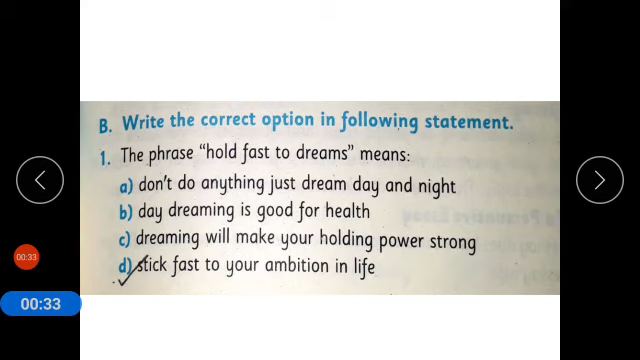 B. Write the correct option in following statement.
1. The phrase "hold fast to dreams" means:
a) don't do anything just dream day and night
b) day dreaming is good for health
c) dreaming will make your holding power strong
d) stick fast to your ambition in life
00:33
00:33